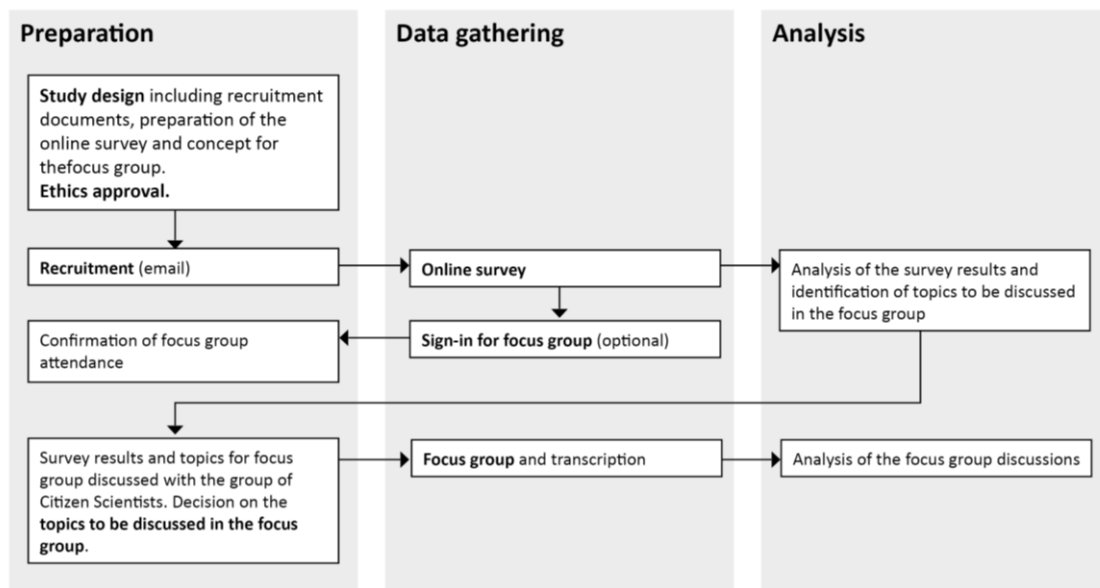 Preparation
Data gathering
Analysis
Study design including recruitment
documents, preparation of the
online survey and concept for
thefocus group.
Ethics approval.
Recruitment (email)
Online survey
Analysis of the survey results and
identification of topics to be discussed
in the focus group
Confirmation of focus group
attendance
Sign-in for focus group (optional)
Survey results and topics for focus
group discussed with the group of
Citizen Scientists. Decision on the
topics to be discussed in the focus
group.
Focus group and transcription
Analysis of the focus group discussions